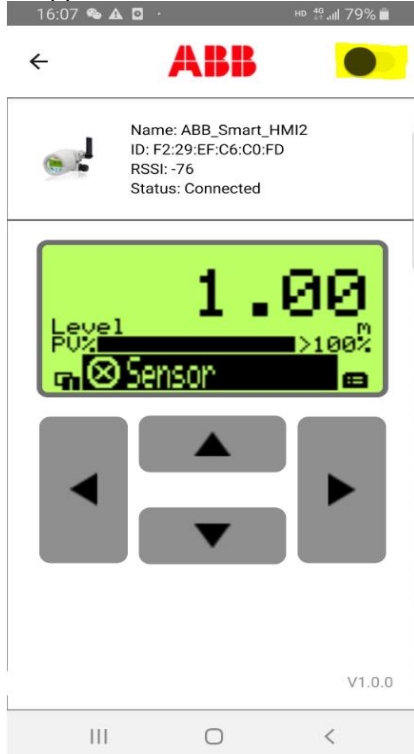 16:07 HD 4G 79%
ABB
Name: ABB_Smart_HMI2
ID: F2:29:EF:C6:C0:FD
RSSI: -76
Status: Connected
1.00
Level m
PV% >100%
Sensor
V1.0.0